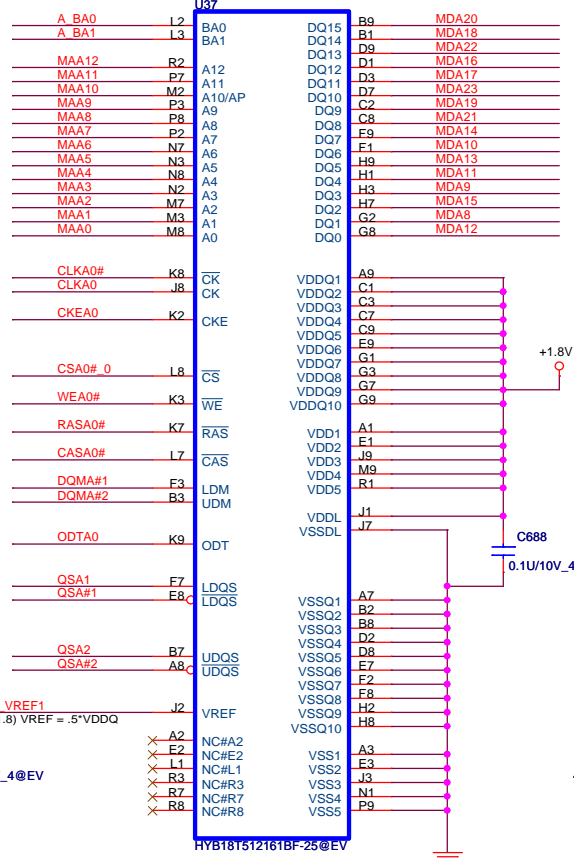 U37
A_BA0 L2 BA0 DQ15 B9 MDA20
A_BA1 L3 BA1 DQ14 B1 MDA18
DQ13 D9 MDA22
MAA12 R2 A12 DQ12 D1 MDA16
MAA11 P7 A11 DQ11 D3 MDA17
MAA10 M2 A10/AP DQ10 D7 MDA23
MAA9 P3 A9 DQ9 C2 MDA19
MAA8 P8 A8 DQ8 C8 MDA21
MAA7 P2 A7 DQ7 F9 MDA14
MAA6 N7 A6 DQ6 F1 MDA10
MAA5 N3 A5 DQ5 H9 MDA13
MAA4 N8 A4 DQ4 H1 MDA11
MAA3 N2 A3 DQ3 H3 MDA9
MAA2 M7 A2 DQ2 H7 MDA15
MAA1 M3 A1 DQ1 G2 MDA8
MAA0 M8 A0 DQ0 G8 MDA12
CLKA0# K8 CK VDDQ1 A9
CLKA0 J8 CK VDDQ2 C1
VDDQ3 C3
CKEA0 K2 CKE VDDQ4 C7
VDDQ5 C9
VDDQ6 E9
VDDQ7 G1
+1.8V
CSA0#_0 L8 CS VDDQ8 G3
VDDQ9 G7
WEA0# K3 WE VDDQ10 G9
RASA0# K7 RAS VDD1 A1
VDD2 E1
CASA0# L7 CAS VDD3 J9
VDD4 M9
DQMA#1 F3 LDM VDD5 R1
DQMA#2 B3 UDM
VDDL J1
VSSDL J7
ODTA0 K9 ODT
C688
0.1U/10V_4
QSA1 F7 LDQS
QSA#1 E8 LDQS VSSQ1 A7
VSSQ2 B2
VSSQ3 B8
VSSQ4 D2
QSA2 B7 UDQS VSSQ5 D8
QSA#2 A8 UDQS VSSQ6 E7
VSSQ7 F2
VSSQ8 F8
VREF1 J2 VREF VSSQ9 H2
.8) VREF = .5*VDDQ
VSSQ10 H8
A2 NC#A2
E2 NC#E2 VSS1 A3
L1 NC#L1 VSS2 E3
_4@EV
R3 NC#R3 VSS3 J3
R7 NC#R7 VSS4 N1
R8 NC#R8 VSS5 P9
HYB18T512161BF-25@EV